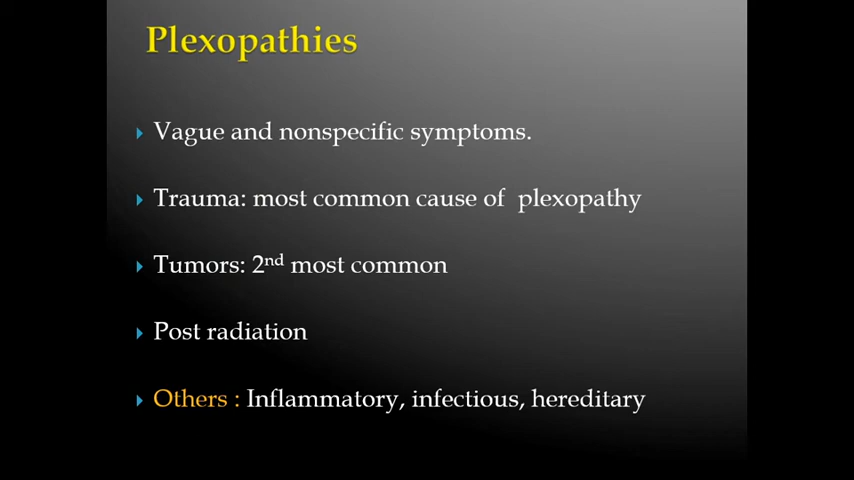 Plexopathies
Vague and nonspecific symptoms.
Trauma: most common cause of plexopathy
Tumors: 2nd most common
Post radiation
Others : Inflammatory, infectious, hereditary